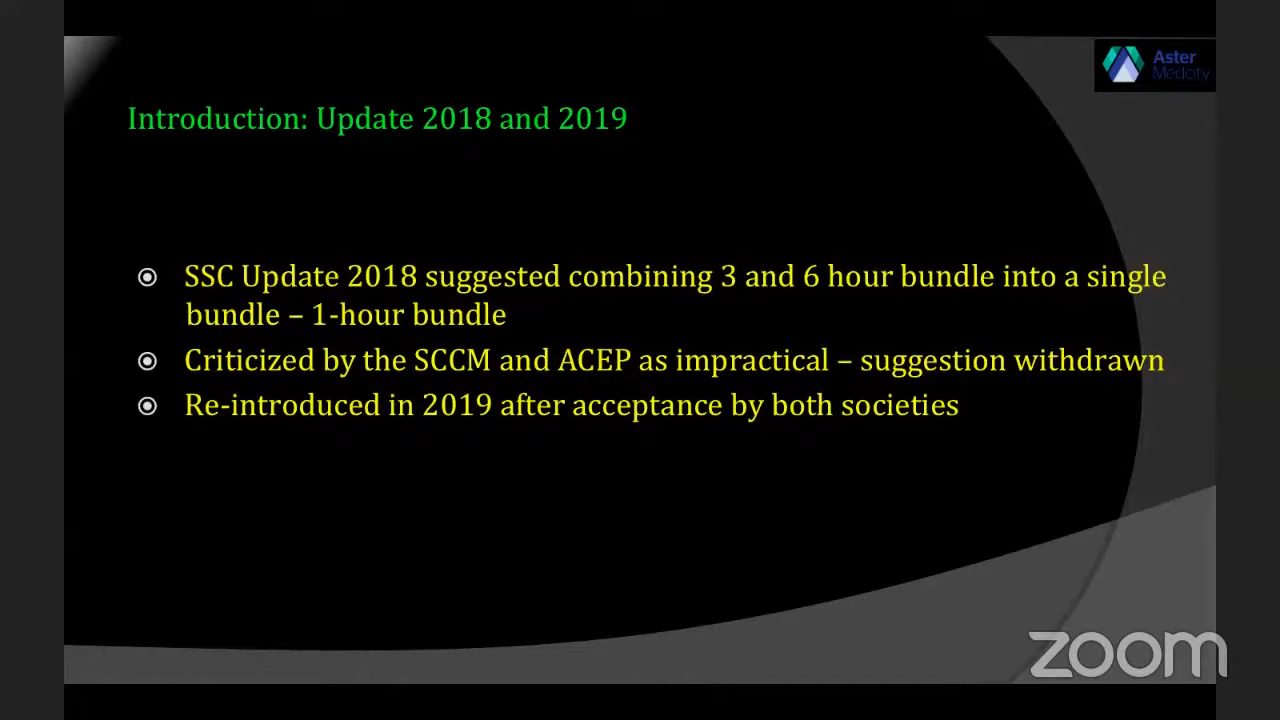 Aster
Medcity
Introduction: Update 2018 and 2019
SSC Update 2018 suggested combining 3 and 6 hour bundle into a single
bundle – 1-hour bundle
Criticized by the SCCM and ACEP as impractical – suggestion withdrawn
Re-introduced in 2019 after acceptance by both societies
zoom